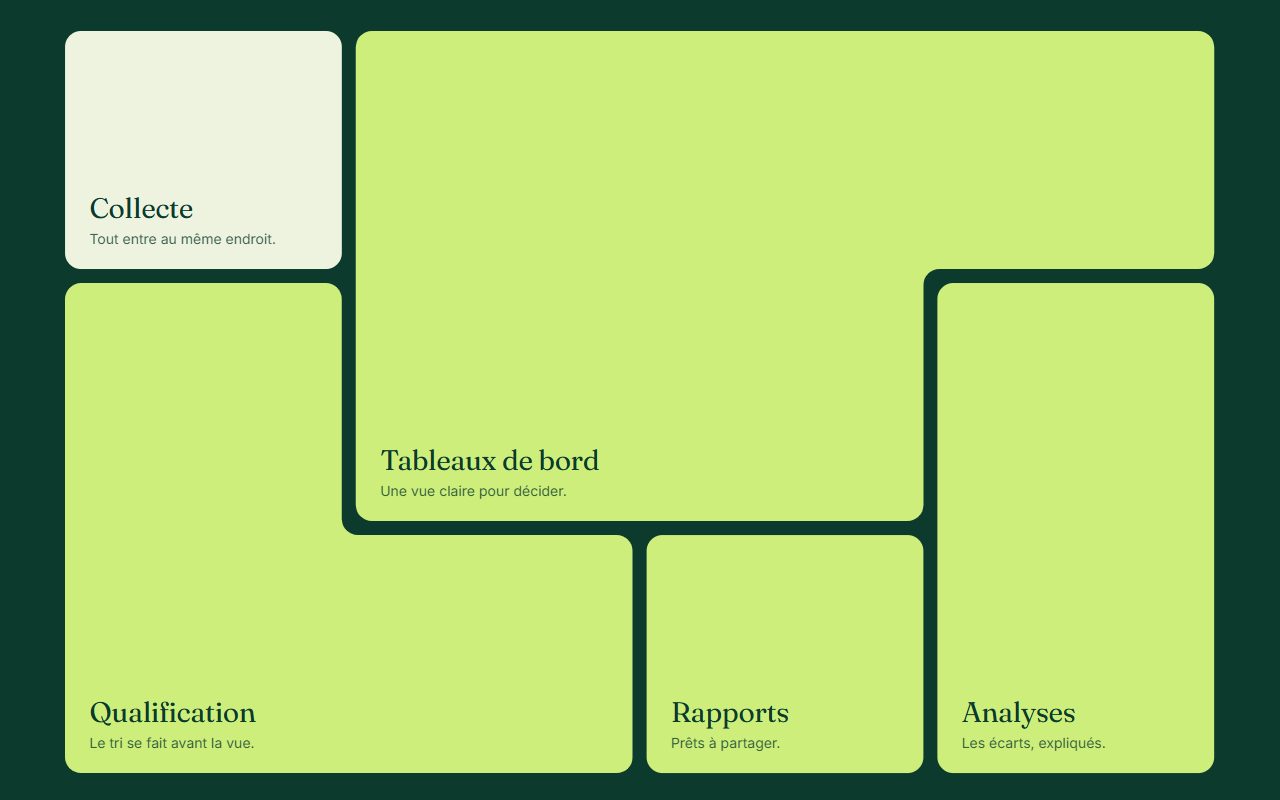 Collecte
Tout entre au même endroit.
Tableaux de bord
Une vue claire pour décider.
Qualification
Le tri se fait avant la vue.
Rapports
Prêts à partager.
Analyses
Les écarts, expliqués.